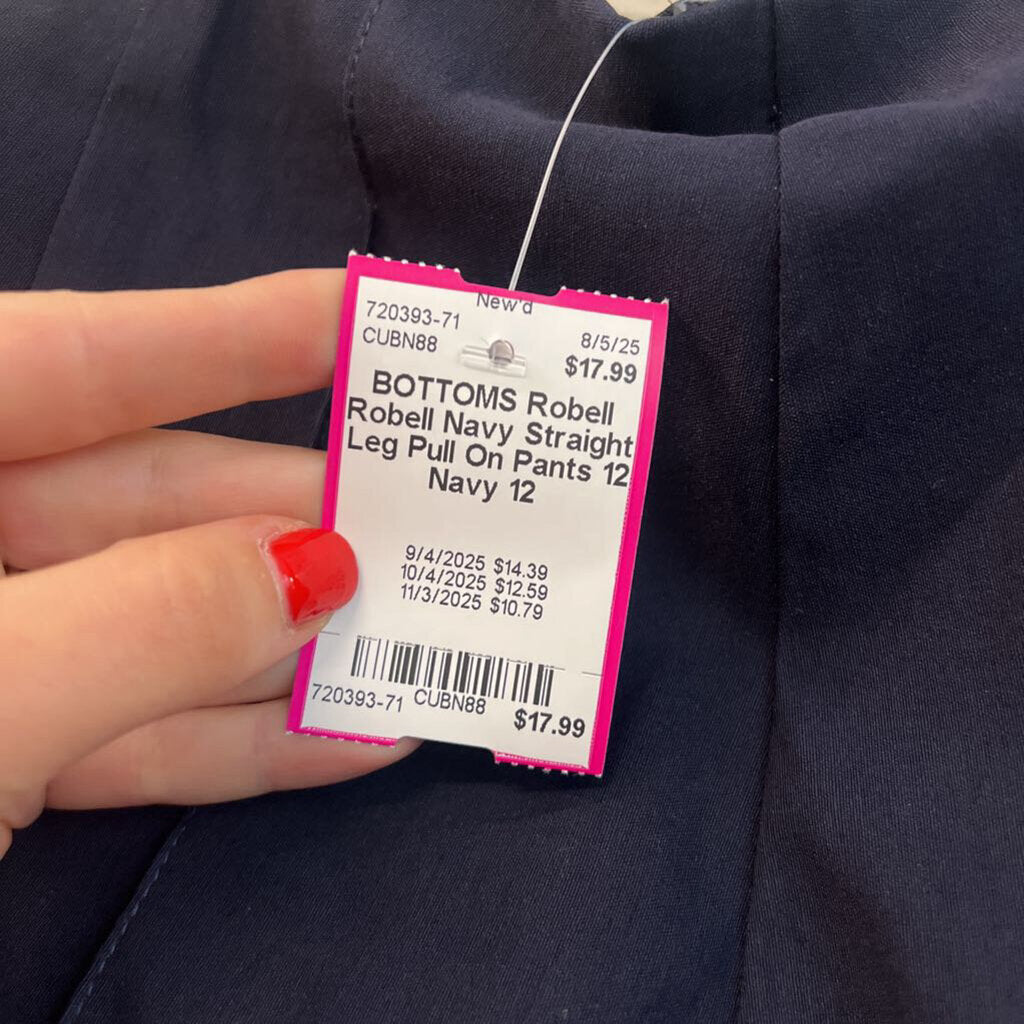 New'd
720393-71
CUBN88
8/5/25
$17.99
BOTTOMS Robell
Robell Navy Straight
Leg Pull On Pants 12
Navy 12
9/4/2025 $14.39
10/4/2025 $12.59
11/3/2025 $10.79
720393-71 CUBN88 $17.99